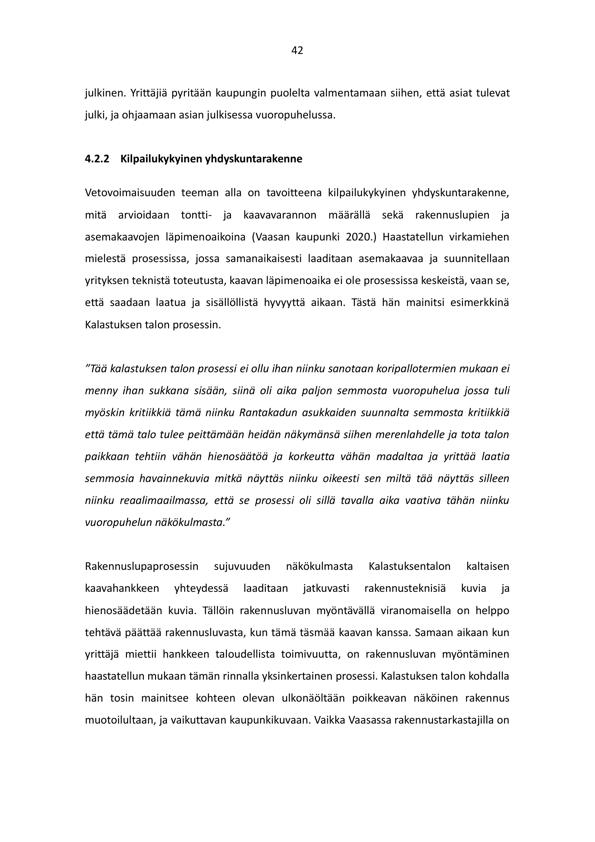 42
julkinen. Yrittäjiä pyritään kaupungin puolelta valmentamaan siihen, että asiat tulevat
julki, ja ohjaamaan asian julkisessa vuoropuhelussa.
4.2.2 Kilpailukykyinen yhdyskuntarakenne
Vetovoimaisuuden teeman alla on tavoitteena kilpailukykyinen yhdyskuntarakenne,
mitä arvioidaan tontti- ja kaavavarannon määrällä sekä rakennuslupien ja
asemakaavojen läpimenoaikoina (Vaasan kaupunki 2020.) Haastatellun virkamiehen
mielestä prosessissa, jossa samanaikaisesti laaditaan asemakaavaa ja suunnitellaan
yrityksen teknistä toteutusta, kaavan läpimenoaika ei ole prosessissa keskeistä, vaan se,
että saadaan laatua ja sisällöllistä hyvyyttä aikaan. Tästä hän mainitsi esimerkkinä
Kalastuksen talon prosessin.
”Tää kalastuksen talon prosessi ei ollu ihan niinku sanotaan koripallotermien mukaan ei
menny ihan sukkana sisään, siinä oli aika paljon semmosta vuoropuhelua jossa tuli
myöskin kritiikkiä tämä niinku Rantakadun asukkaiden suunnalta semmosta kritiikkiä
että tämä talo tulee peittämään heidän näkymänsä siihen merenlahdelle ja tota talon
paikkaan tehtiin vähän hienosäätöä ja korkeutta vähän madaltaa ja yrittää laatia
semmosia havainnekuvia mitkä näyttäs niinku oikeesti sen miltä tää näyttäs silleen
niinku reaalimaailmassa, että se prosessi oli sillä tavalla aika vaativa tähän niinku
vuoropuhelun näkökulmasta.”
Rakennuslupaprosessin sujuvuuden näkökulmasta Kalastuksentalon kaltaisen
kaavahankkeen yhteydessä laaditaan jatkuvasti rakennusteknisiä kuvia ja
hienosäädetään kuvia. Tällöin rakennusluvan myöntävällä viranomaisella on helppo
tehtävä päättää rakennusluvasta, kun tämä täsmää kaavan kanssa. Samaan aikaan kun
yrittäjä miettii hankkeen taloudellista toimivuutta, on rakennusluvan myöntäminen
haastatellun mukaan tämän rinnalla yksinkertainen prosessi. Kalastuksen talon kohdalla
hän tosin mainitsee kohteen olevan ulkonäöltään poikkeavan näköinen rakennus
muotoilultaan, ja vaikuttavan kaupunkikuvaan. Vaikka Vaasassa rakennustarkastajilla on